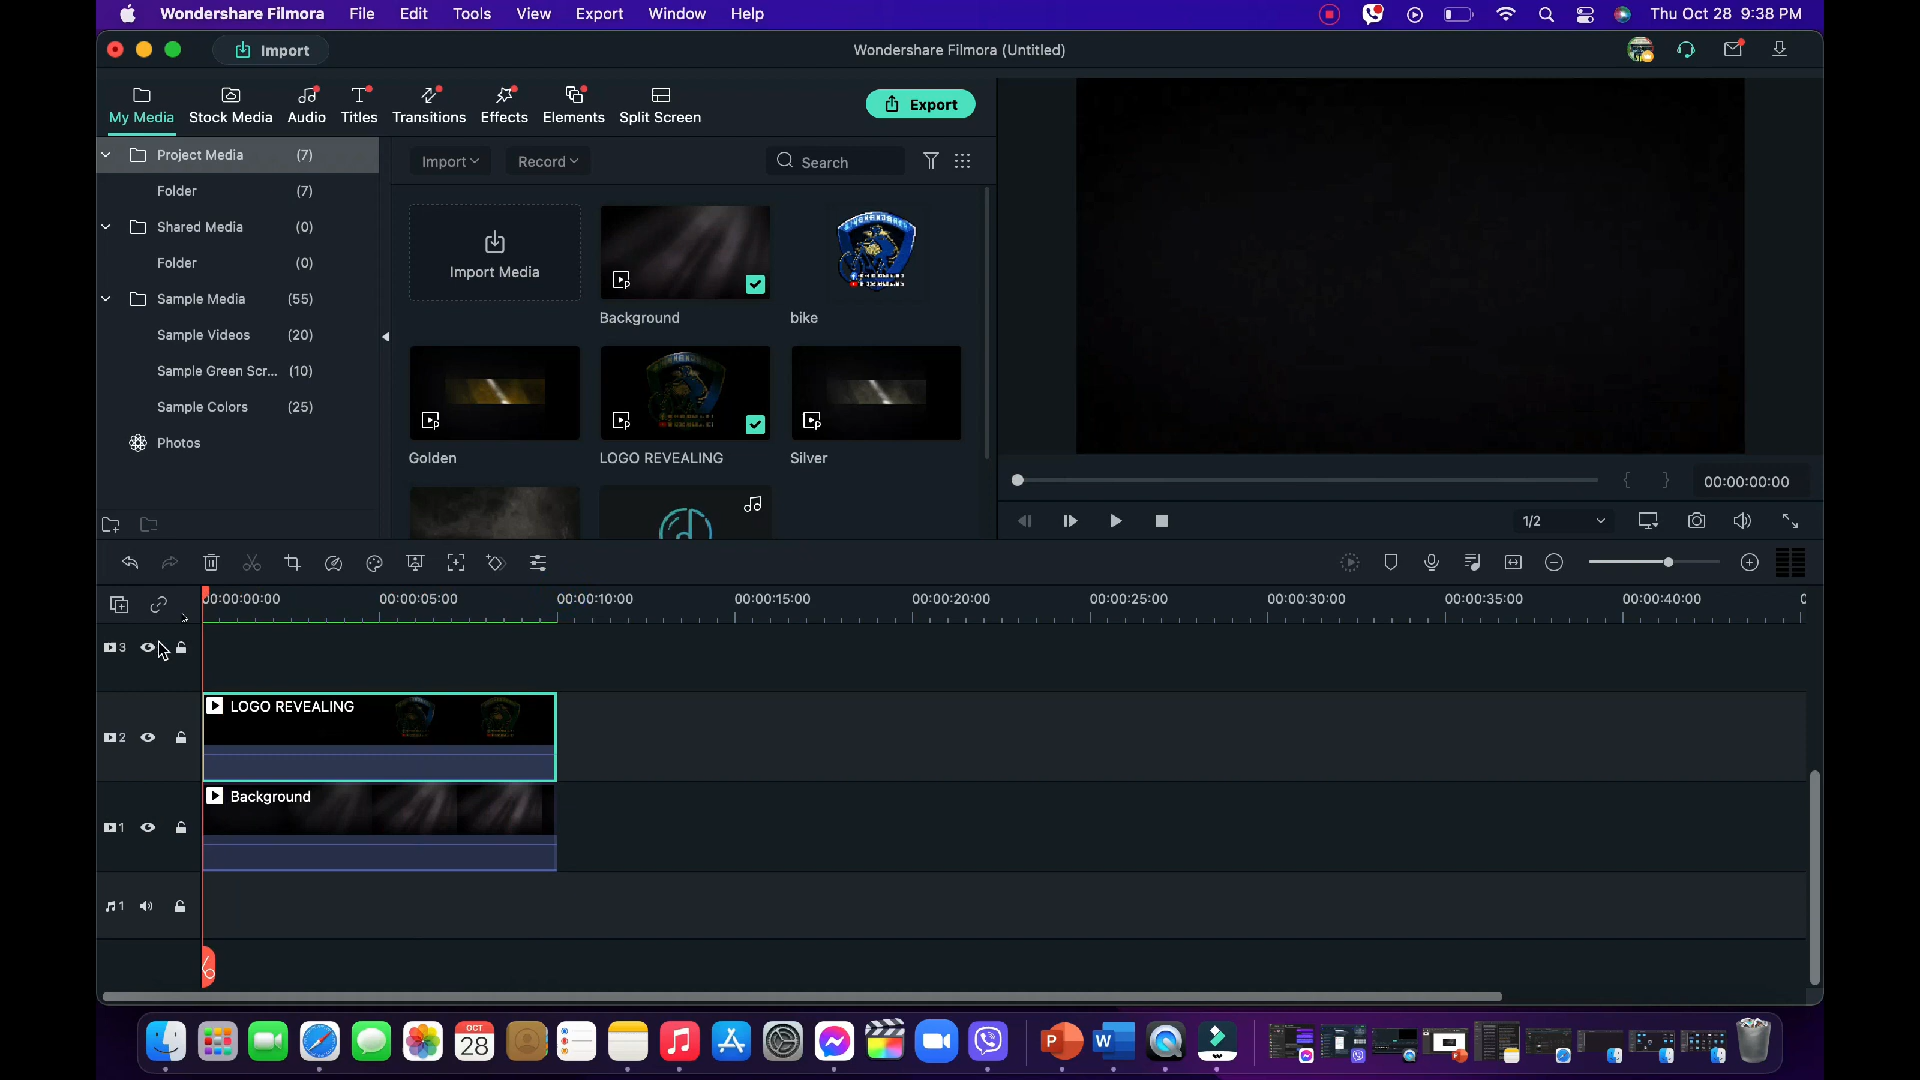 Wondershare Filmora File Edit Tools View Export Window Help Thu Oct 28 9:38 PM
Import Wondershare Filmora (Untitled)
My Media Stock Media Audio Titles Transitions Effects Elements Split Screen Export
Project Media (7)
Folder (7)
Shared Media (0)
Folder (0)
Sample Media (55)
Sample Videos (20)
Sample Green Scr... (10)
Sample Colors (25)
Photos
Import Record Search
Import Media
Background
bike
Golden
LOGO REVEALING
Silver
00:00:00:00
1/2
00:00:00:00 00:00:05:00 00:00:10:00 00:00:15:00 00:00:20:00 00:00:25:00 00:00:30:00 00:00:35:00 00:00:40:00
3
2 LOGO REVEALING
1 Background
1
OCT
28
P W